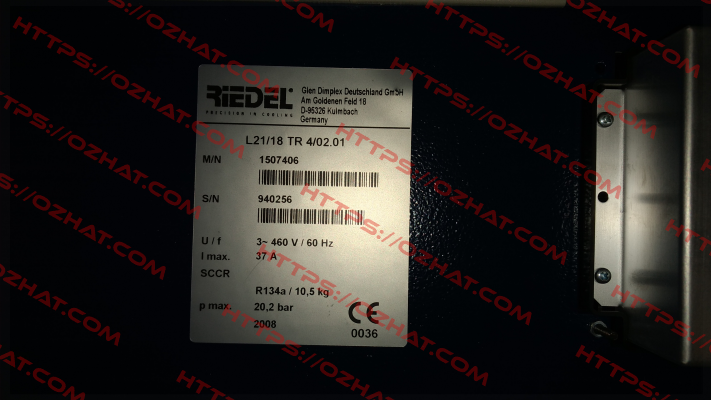 RIEDEL
PRECISION IN COOLING
Glen Dimplex Deutschland GmbH
Am Goldenen Feld 18
D-95326 Kulmbach
Germany
L21/18 TR 4/02.01
M/N 1507406
S/N 940256
U / f 3~ 460 V / 60 Hz
I max. 37 A
SCCR
R134a / 10,5 kg
p max. 20,2 bar
2008
CE
0036
HTTPS://OZHAT.COM